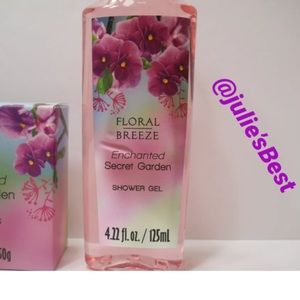 FLORAL
BREEZE
Enchanted
Secret Garden
SHOWER GEL
4.22 fl. oz. / 125ml
@julie'sBest